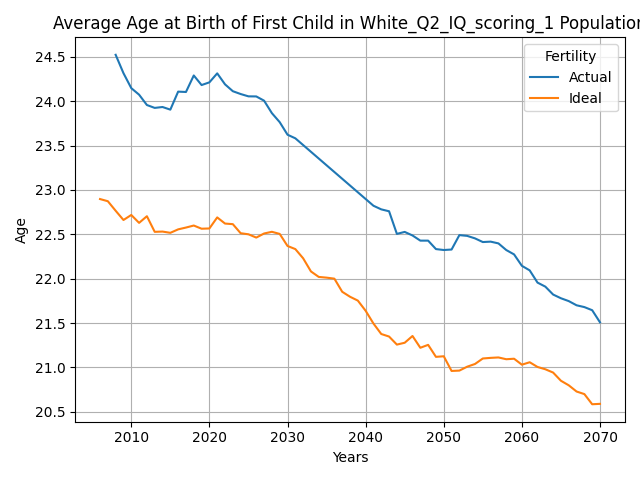 Average Age at Birth of First Child in White_Q2_IQ_scoring_1 Population
Fertility
Actual
Ideal
24.5
24.0
23.5
23.0
22.5
22.0
21.5
21.0
20.5
Age
2010 2020 2030 2040 2050 2060 2070
Years